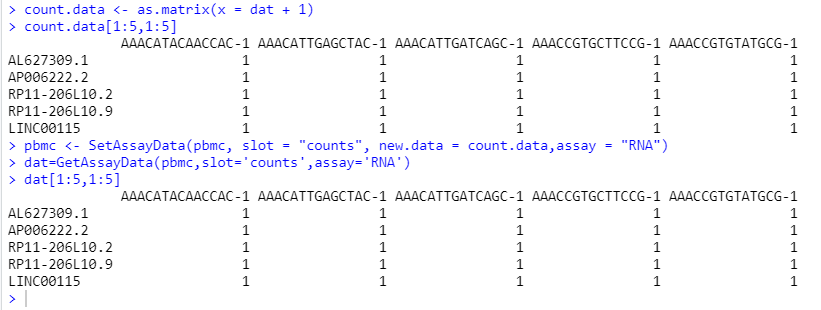 > count.data <- as.matrix(x = dat + 1)
> count.data[1:5,1:5]
AAACATACAACCAC-1 AAACATTGAGCTAC-1 AAACATTGATCAGC-1 AAACCGTGCTTCCG-1 AAACCGTGTATGCG-1
AL627309.1 1 1 1 1 1
AP006222.2 1 1 1 1 1
RP11-206L10.2 1 1 1 1 1
RP11-206L10.9 1 1 1 1 1
LINC00115 1 1 1 1 1
> pbmc <- SetAssayData(pbmc, slot = "counts", new.data = count.data,assay = "RNA")
> dat=GetAssayData(pbmc,slot='counts',assay='RNA')
> dat[1:5,1:5]
AAACATACAACCAC-1 AAACATTGAGCTAC-1 AAACATTGATCAGC-1 AAACCGTGCTTCCG-1 AAACCGTGTATGCG-1
AL627309.1 1 1 1 1 1
AP006222.2 1 1 1 1 1
RP11-206L10.2 1 1 1 1 1
RP11-206L10.9 1 1 1 1 1
LINC00115 1 1 1 1 1
>